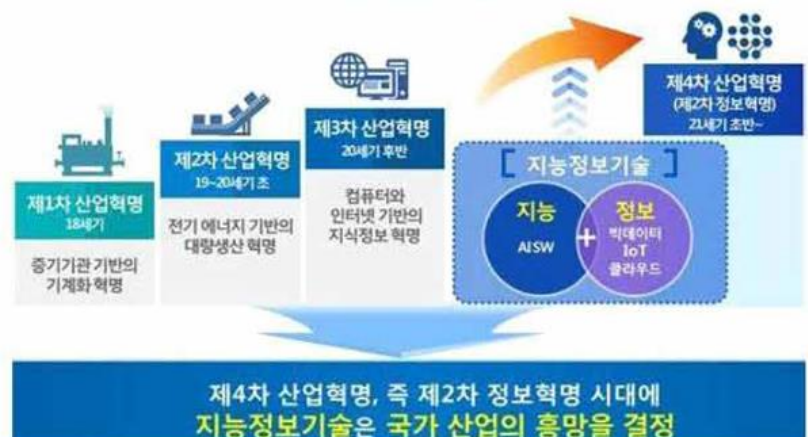 제1차 산업혁명
18세기
증기기관 기반의
기계화 혁명
제2차 산업혁명
19~20세기 초
전기 에너지 기반의
대량생산 혁명
제3차 산업혁명
20세기 후반
컴퓨터와
인터넷 기반의
지식정보 혁명
제4차 산업혁명
(제2차 정보혁명)
21세기 초반~
[ 지능정보기술 ]
지능
AISW
+
정보
빅데이터
IoT
클라우드
제4차 산업혁명, 즉 제2차 정보혁명 시대에
지능정보기술은 국가 산업의 흥망을 결정